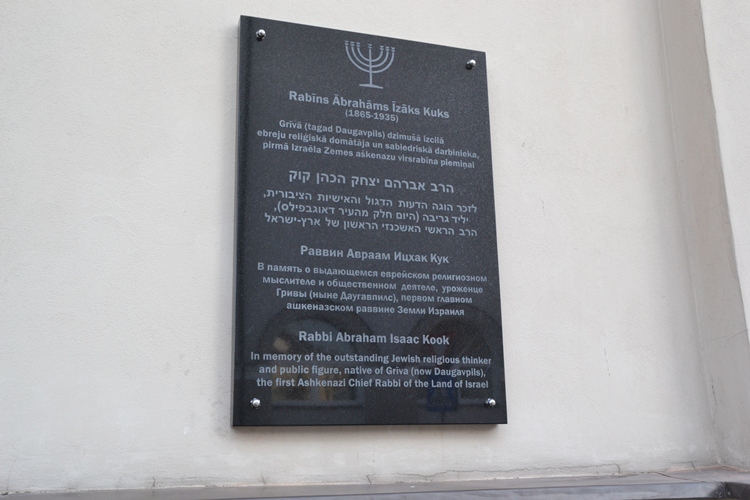 Rabīns Ābrahāms Īzāks Kuks
(1865-1935)
Grīvā (tagad Daugavpils) dzimušā izcilā
ebreju reliģiskā domātāja un sabiedriskā darbinieka,
pirmā Izraēla Zemes aškenazu virsrabīna piemiņai
הרב אברהם יצחק הכהן קוק
לזכר הוגה הדעות הדגול והאישיות הציבורית,
יליד גריבה (היום חלק מהעיר דאוגבפילס),
הרב הראשי האשכנזי הראשון של ארץ-ישראל
Раввин Авраам Ицхак Кук
В память о выдающемся еврейском религиозном
мыслителе и общественном деятеле, уроженце
Гривы (ныне Даугавпилс), первом главном
ашкеназском раввине Земли Израиля
Rabbi Abraham Isaac Kook
In memory of the outstanding Jewish religious thinker
and public figure, native of Grīva (now Daugavpils),
the first Ashkenazi Chief Rabbi of the Land of Israel